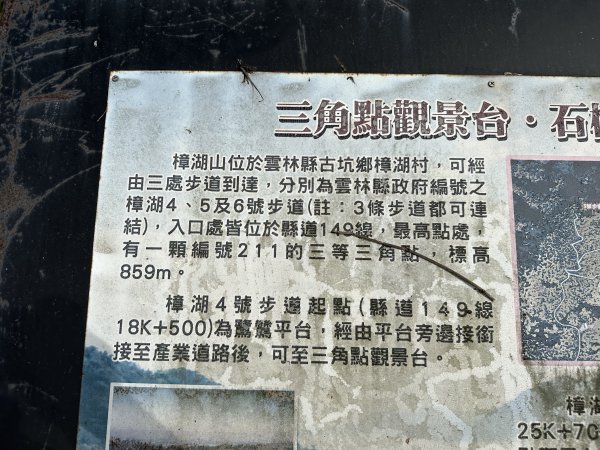 三角點觀景台・石
樟湖山位於雲林縣古坑鄉樟湖村，可經
由三處步道到達，分別為雲林縣政府編號之
樟湖4、5及6號步道(註：3條步道都可連
結)，入口處皆位於縣道149線，最高點處，
有一顆編號211的三等三角點，標高
859m。
樟湖4號步道起點(縣道149線
18K+500)為鷺鷥平台，經由平台旁邊接銜
接至產業道路後，可至三角點觀景台。
樟湖
25K+70